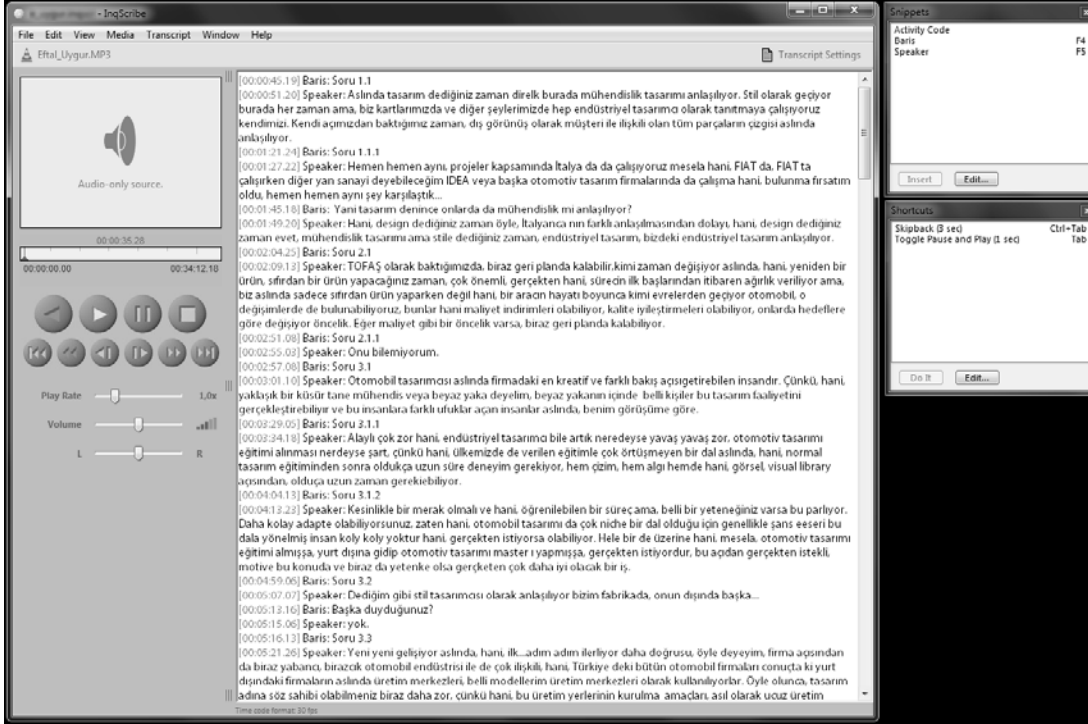 - InqScribe
File Edit View Media Transcript Window Help
Eftal_Uygur.MP3
Transcript Settings
Audio-only source.
00:00:35.28
00:00:00.00 00:34:12.18
Play Rate 1,0x
Volume
L R
[00:00:45.19] Baris: Soru 1.1
[00:00:51.20] Speaker: Aslında tasarım dediğiniz zaman direlk burada mühendislik tasarımı anlaşılıyor. Stil olarak geçiyor
burada her zaman ama, biz kartlarımızda ve diğer şeylerimizde hep endüstriyel tasarımcı olarak tanıtmaya çalışıyoruz
kendimizi. Kendi açımızdan baktığımız zaman, dış görünüş olarak müşteri ile ilişkili olan tüm parçaların çizgisi aslında
anlaşılıyor.
[00:01:21.24] Baris: Soru 1.1.1
[00:01:27.22] Speaker: Hemen hemen aynı, projeler kapsamında İtalya da da çalışıyoruz mesela hani, FIAT da, FIAT ta
çalışırken diğer yan sanayi deyebileceğim IDEA veya başka otomotiv tasarım firmalarında da çalışma hani, bulunma fırsatım
oldu, hemen hemen aynı şey karşılaştık...
[00:01:45.18] Baris: Yani tasarım denince onlarda da mühendislik mi anlaşılıyor?
[00:01:49.20] Speaker: Hani, design dediğiniz zaman öyle, İtalyanca nın farklı anlaşılmasından dolayı, hani, design dediğiniz
zaman evet, mühendislik tasarımı ama stile dediğiniz zaman, endüstriyel tasarım, bizdeki endüstriyel tasarım anlaşılıyor.
[00:02:04.25] Baris: Soru 2.1
[00:02:09.13] Speaker: TOFAŞ olarak baktığımızda, biraz geri planda kalabilir.kimi zaman değişiyor aslında, hani, yeniden bir
ürün, sıfırdan bir ürün yapacağınız zaman, çok önemli, gerçekten hani, sürecin ilk başlarından itibaren ağırlık veriliyor ama,
biz aslında sadece sıfırdan ürün yaparken değil hani, bir aracın hayatı boyunca kimi evrelerden geçiyor otomobil, o
değişimlerde de bulunabiliyoruz, bunlar hani maliyet indirimleri olabiliyor, kalite iyileştirmeleri olabiliyor, onlarda hedeflere
göre değişiyor öncelik. Eğer maliyet gibi bir öncelik varsa, biraz geri planda kalabiliyor.
[00:02:51.08] Baris: Soru 2.1.1
[00:02:55.03] Speaker: Onu bilemiyorum.
[00:02:57.08] Baris: Soru 3.1
[00:03:01.10] Speaker: Otomobil tasarımcısı aslında firmadaki en kreatif ve farklı bakış açısıgetirebilen insandır. Çünkü, hani,
yaklaşık bir küsür tane mühendis veya beyaz yaka deyelim, beyaz yakanın içinde belli kişiler bu tasarım faaliyetini
gerçekleştirebiliyır ve bu insanlara farklı ufuklar açan insanlar aslında, benim görüşüme göre.
[00:03:29.05] Baris: Soru 3.1.1
[00:03:34.18] Speaker: Alaylı çok zor hani, endüstriyel tasarımcı bile artık neredeyse yavaş yavaş zor, otomotiv tasarımı
eğitimi alınması nerdeyse şart, çünkü hani, ülkemizde de verilen eğitimle çok örtüşmeyen bir dal aslında, hani, normal
tasarım eğitiminden sonra oldukça uzun süre deneyim gerekiyor, hem çizim, hem algı hemde hani, görsel, visual library
açısından, olduça uzun zaman gerekiebiliyor.
[00:04:04.13] Baris: Soru 3.1.2
[00:04:13.23] Speaker: Kesinlikle bir merak olmalı ve hani, öğrenilebilen bir süreç ama, belli bir yeteneğiniz varsa bu parlıyor.
Daha kolay adapte olabiliyorsunuz, zaten hani, otomobil tasarımı da çok niche bir dal olduğu için genellikle şans eeseri bu
dala yönelmiş insan koly koly yoktur hani, gerçekten istiyorsa olabiliyor. Hele bir de üzerine hani, mesela, otomotiv tasarımı
eğitimi almışsa, yurt dışına gidip otomotiv tasarımı master ı yapmışşa, gerçekten istiyordur, bu açıdan gerçekten istekli,
motive bu konuda ve biraz da yetenke olsa gerçketen çok daha iyi olacak bir iş.
[00:04:59.06] Baris: Soru 3.2
[00:05:07.07] Speaker: Dediğim gibi stil tasarımcısı olarak anlaşılıyor bizim fabrikada, onun dışında başka...
[00:05:13.16] Baris: Başka duyduğunuz?
[00:05:15.06] Speaker: yok.
[00:05:16.13] Baris: Soru 3.3
[00:05:21.26] Speaker: Yeni yeni gelişiyor aslında, hani, ilk...adım adım ilerliyor daha doğrusu, öyle deyeyim, firma açısından
da biraz yabancı, birazcık otomobil endüstrisi ile de çok ilişkili, hani, Türkiye deki bütün otomobil firmaları conuçta ki yurt
dışındaki firmaların aslında üretim merkezleri, belli modellerim üretim merkezleri olarak kullanılıyorlar. Öyle olunca, tasarım
adına söz sahibi olabilmeniz biraz daha zor, çünkü hani, bu üretim yerlerinin kurulma amaçları, asıl olarak ucuz üretim
Time code format: 30 fps
Snippets
Activity Code
Baris F4
Speaker F5
Insert Edit...
Shortcuts
Skipback (3 sec) Ctrl+Tab
Toggle Pause and Play (1 sec) Tab
Do It Edit...